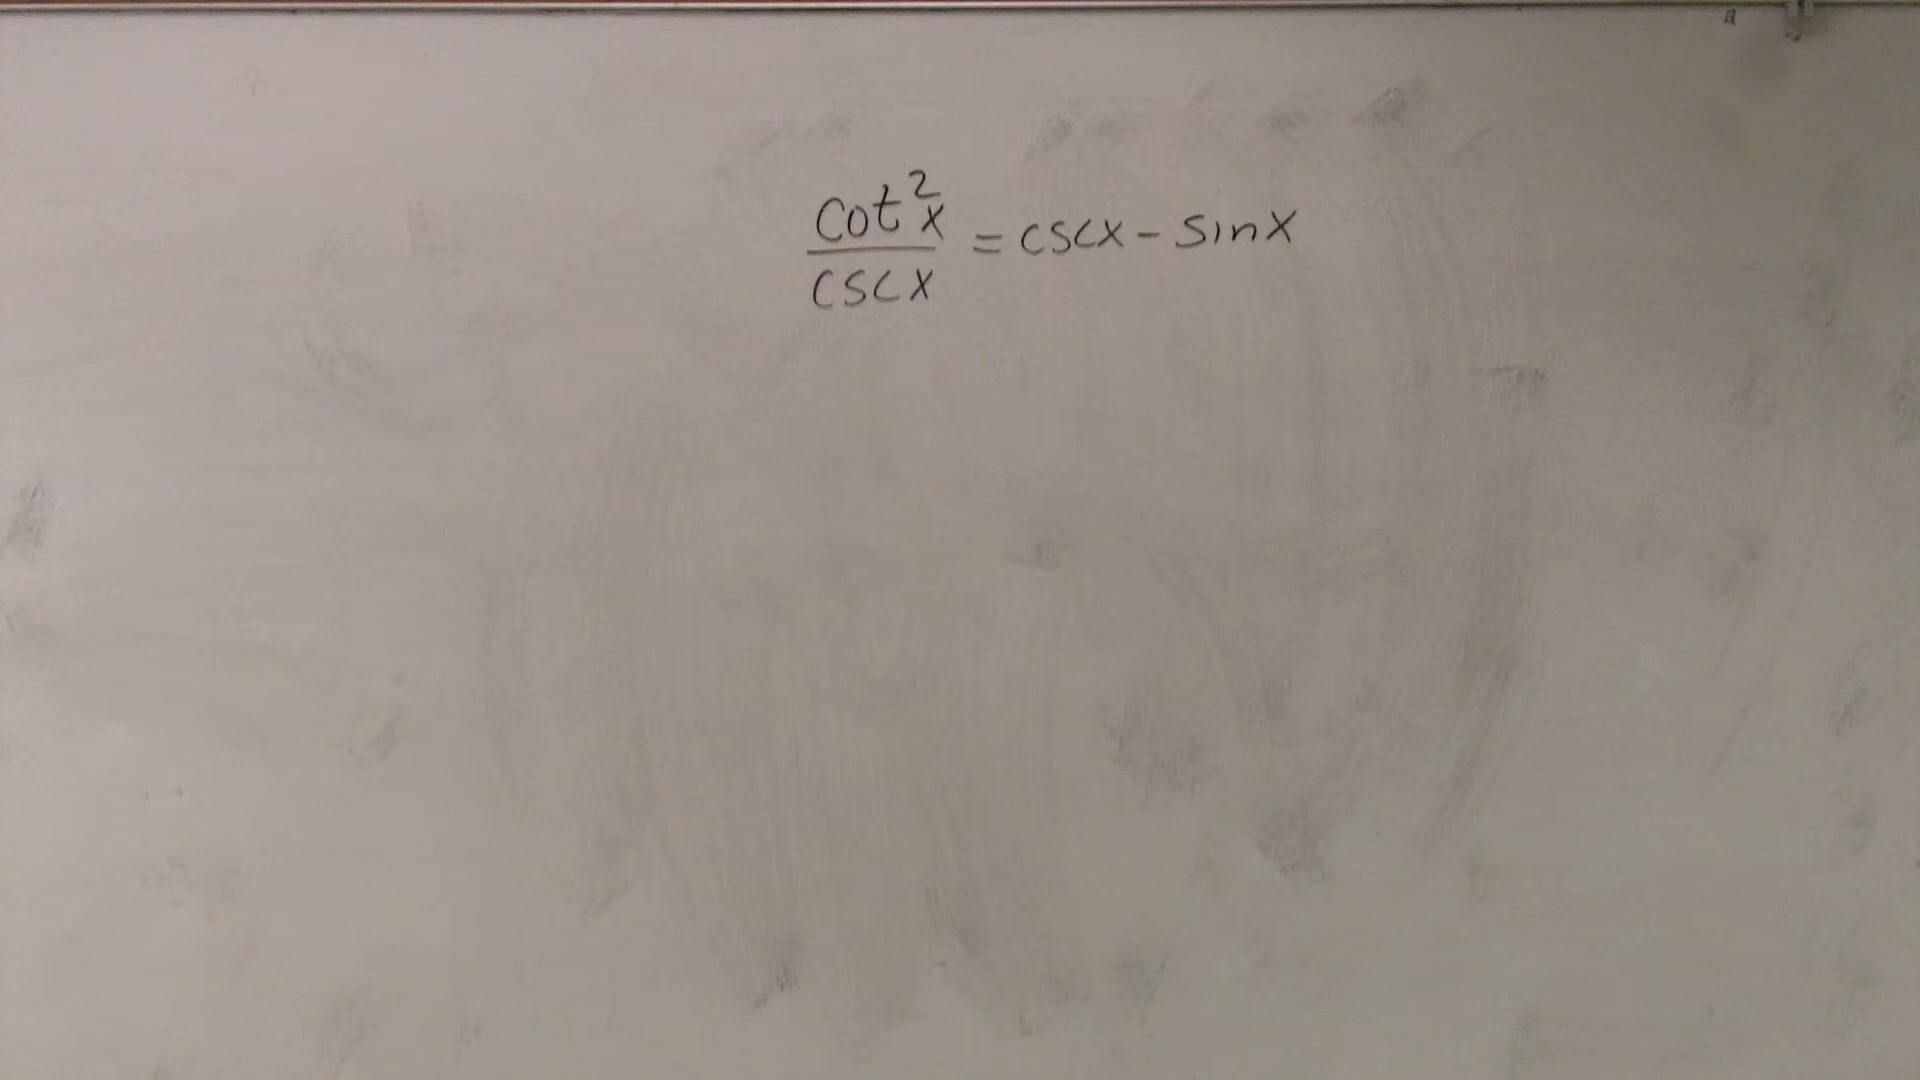 cot²x / cscx = cscx - sinx